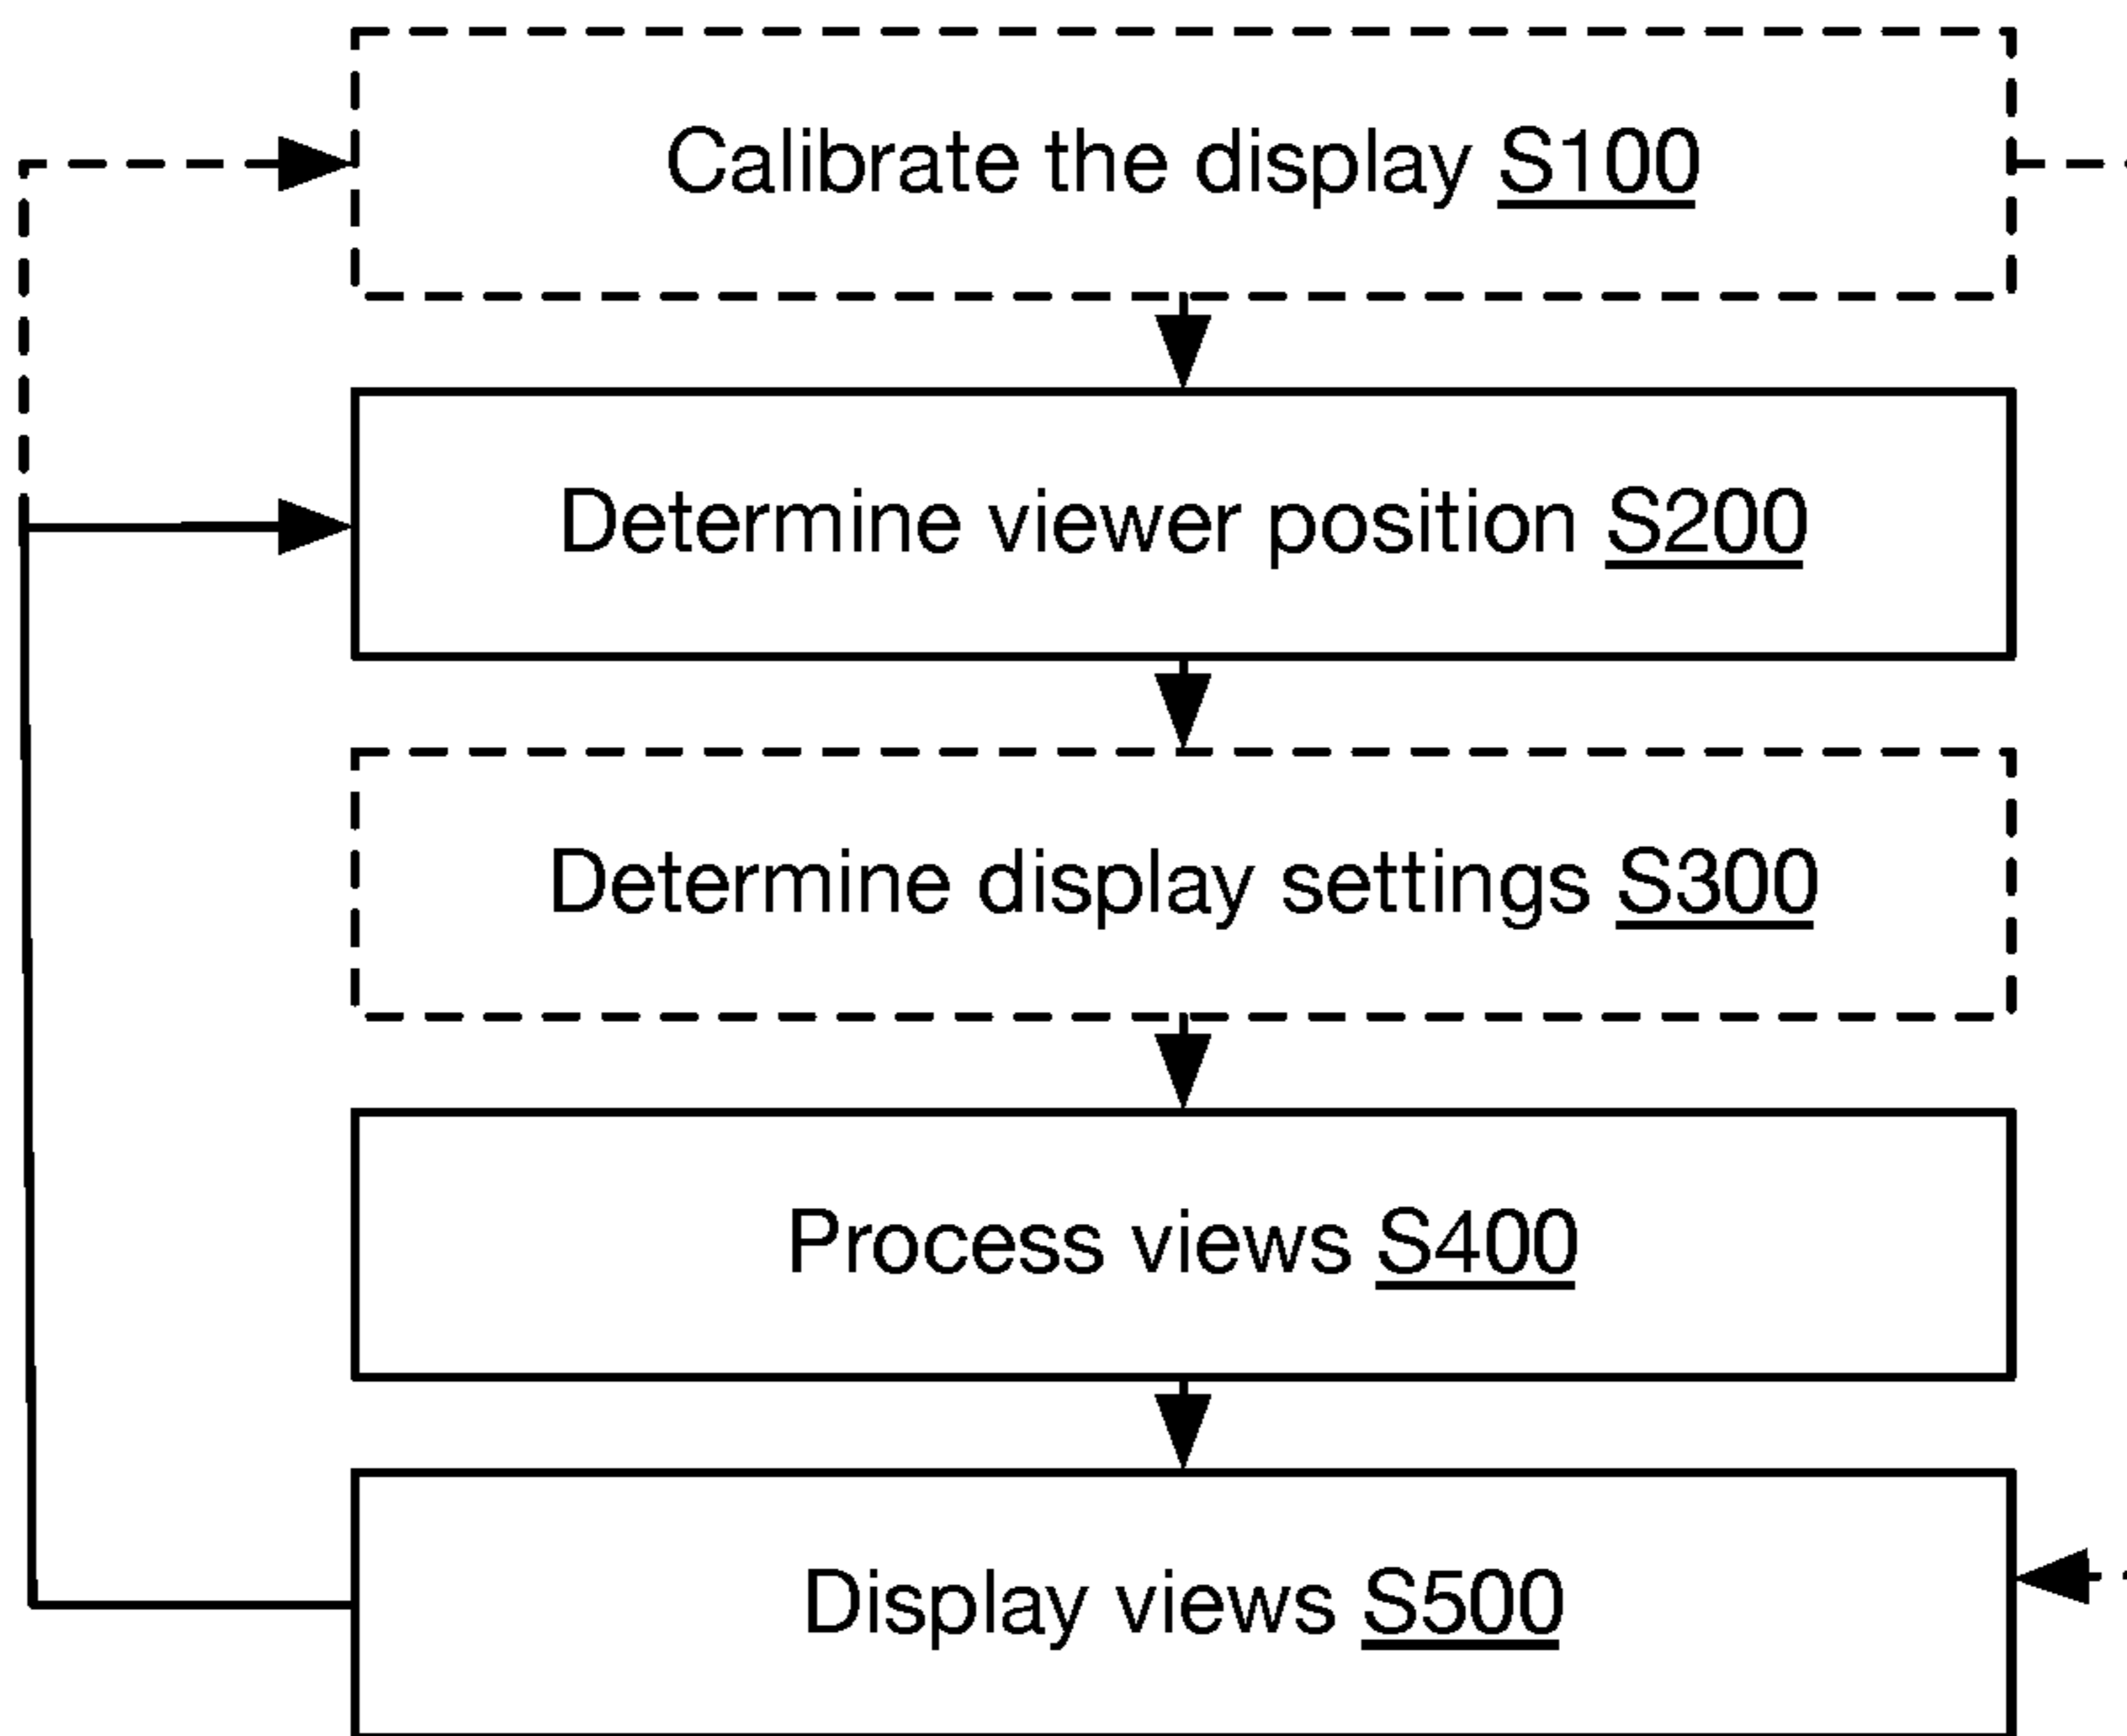 Calibrate the display S100
Determine viewer position S200
Determine display settings S300
Process views S400
Display views S500